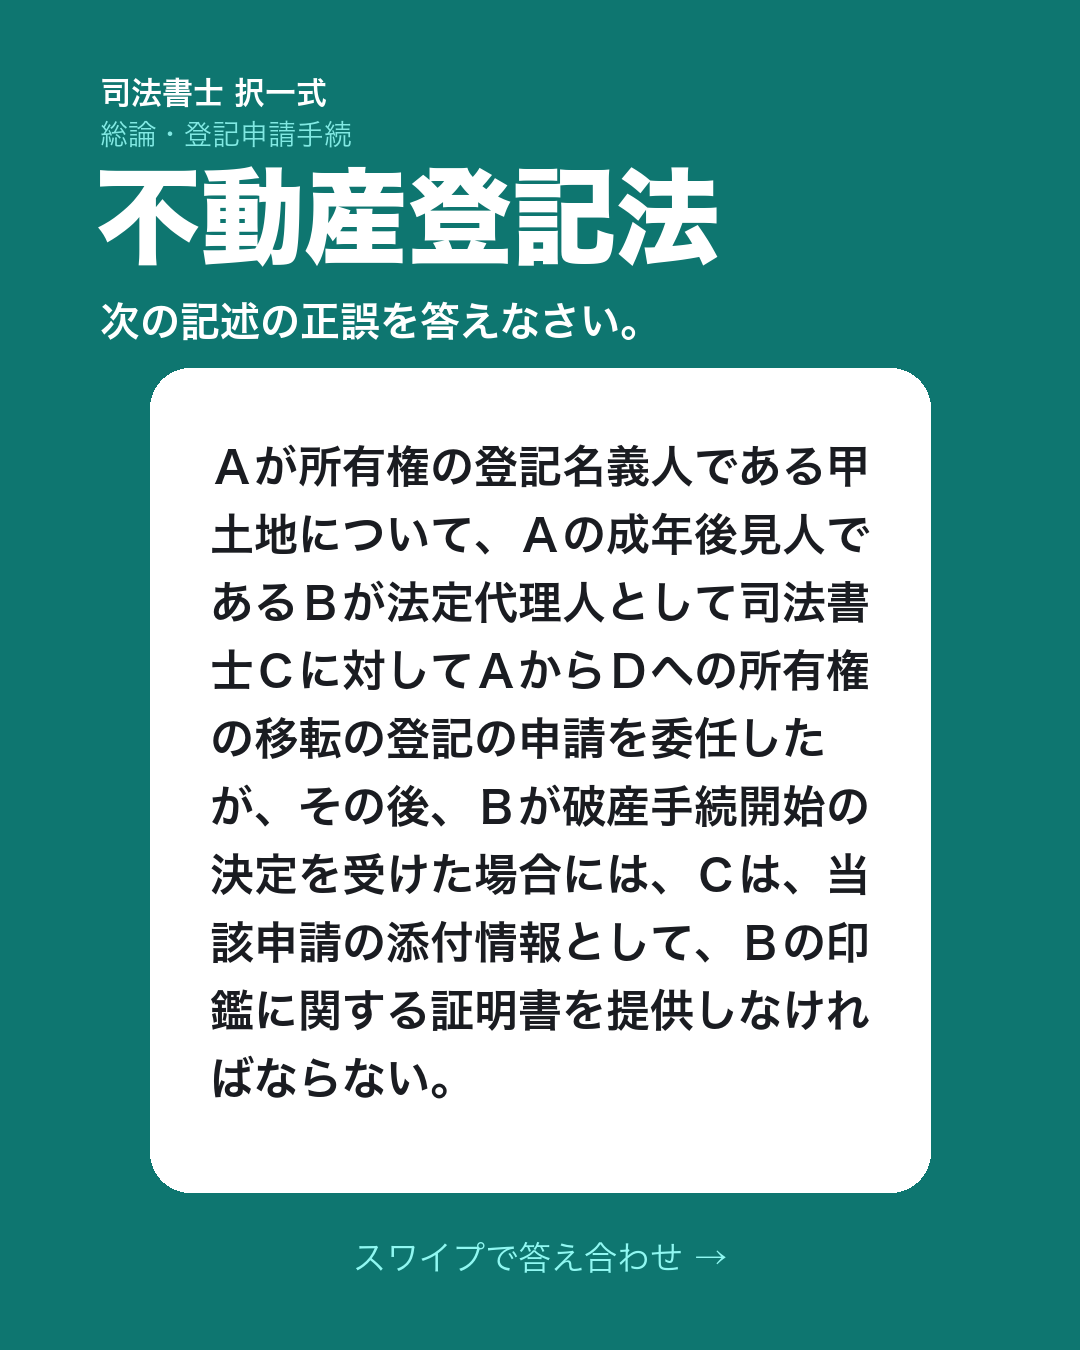 司法書士 択一式
総論・登記申請手続
不動産登記法
次の記述の正誤を答えなさい。
Ａが所有権の登記名義人である甲
土地について、Ａの成年後見人で
あるＢが法定代理人として司法書
士Ｃに対してＡからＤへの所有権
の移転の登記の申請を委任した
が、その後、Ｂが破産手続開始の
決定を受けた場合には、Ｃは、当
該申請の添付情報として、Ｂの印
鑑に関する証明書を提供しなけれ
ばならない。
スワイプで答え合わせ →